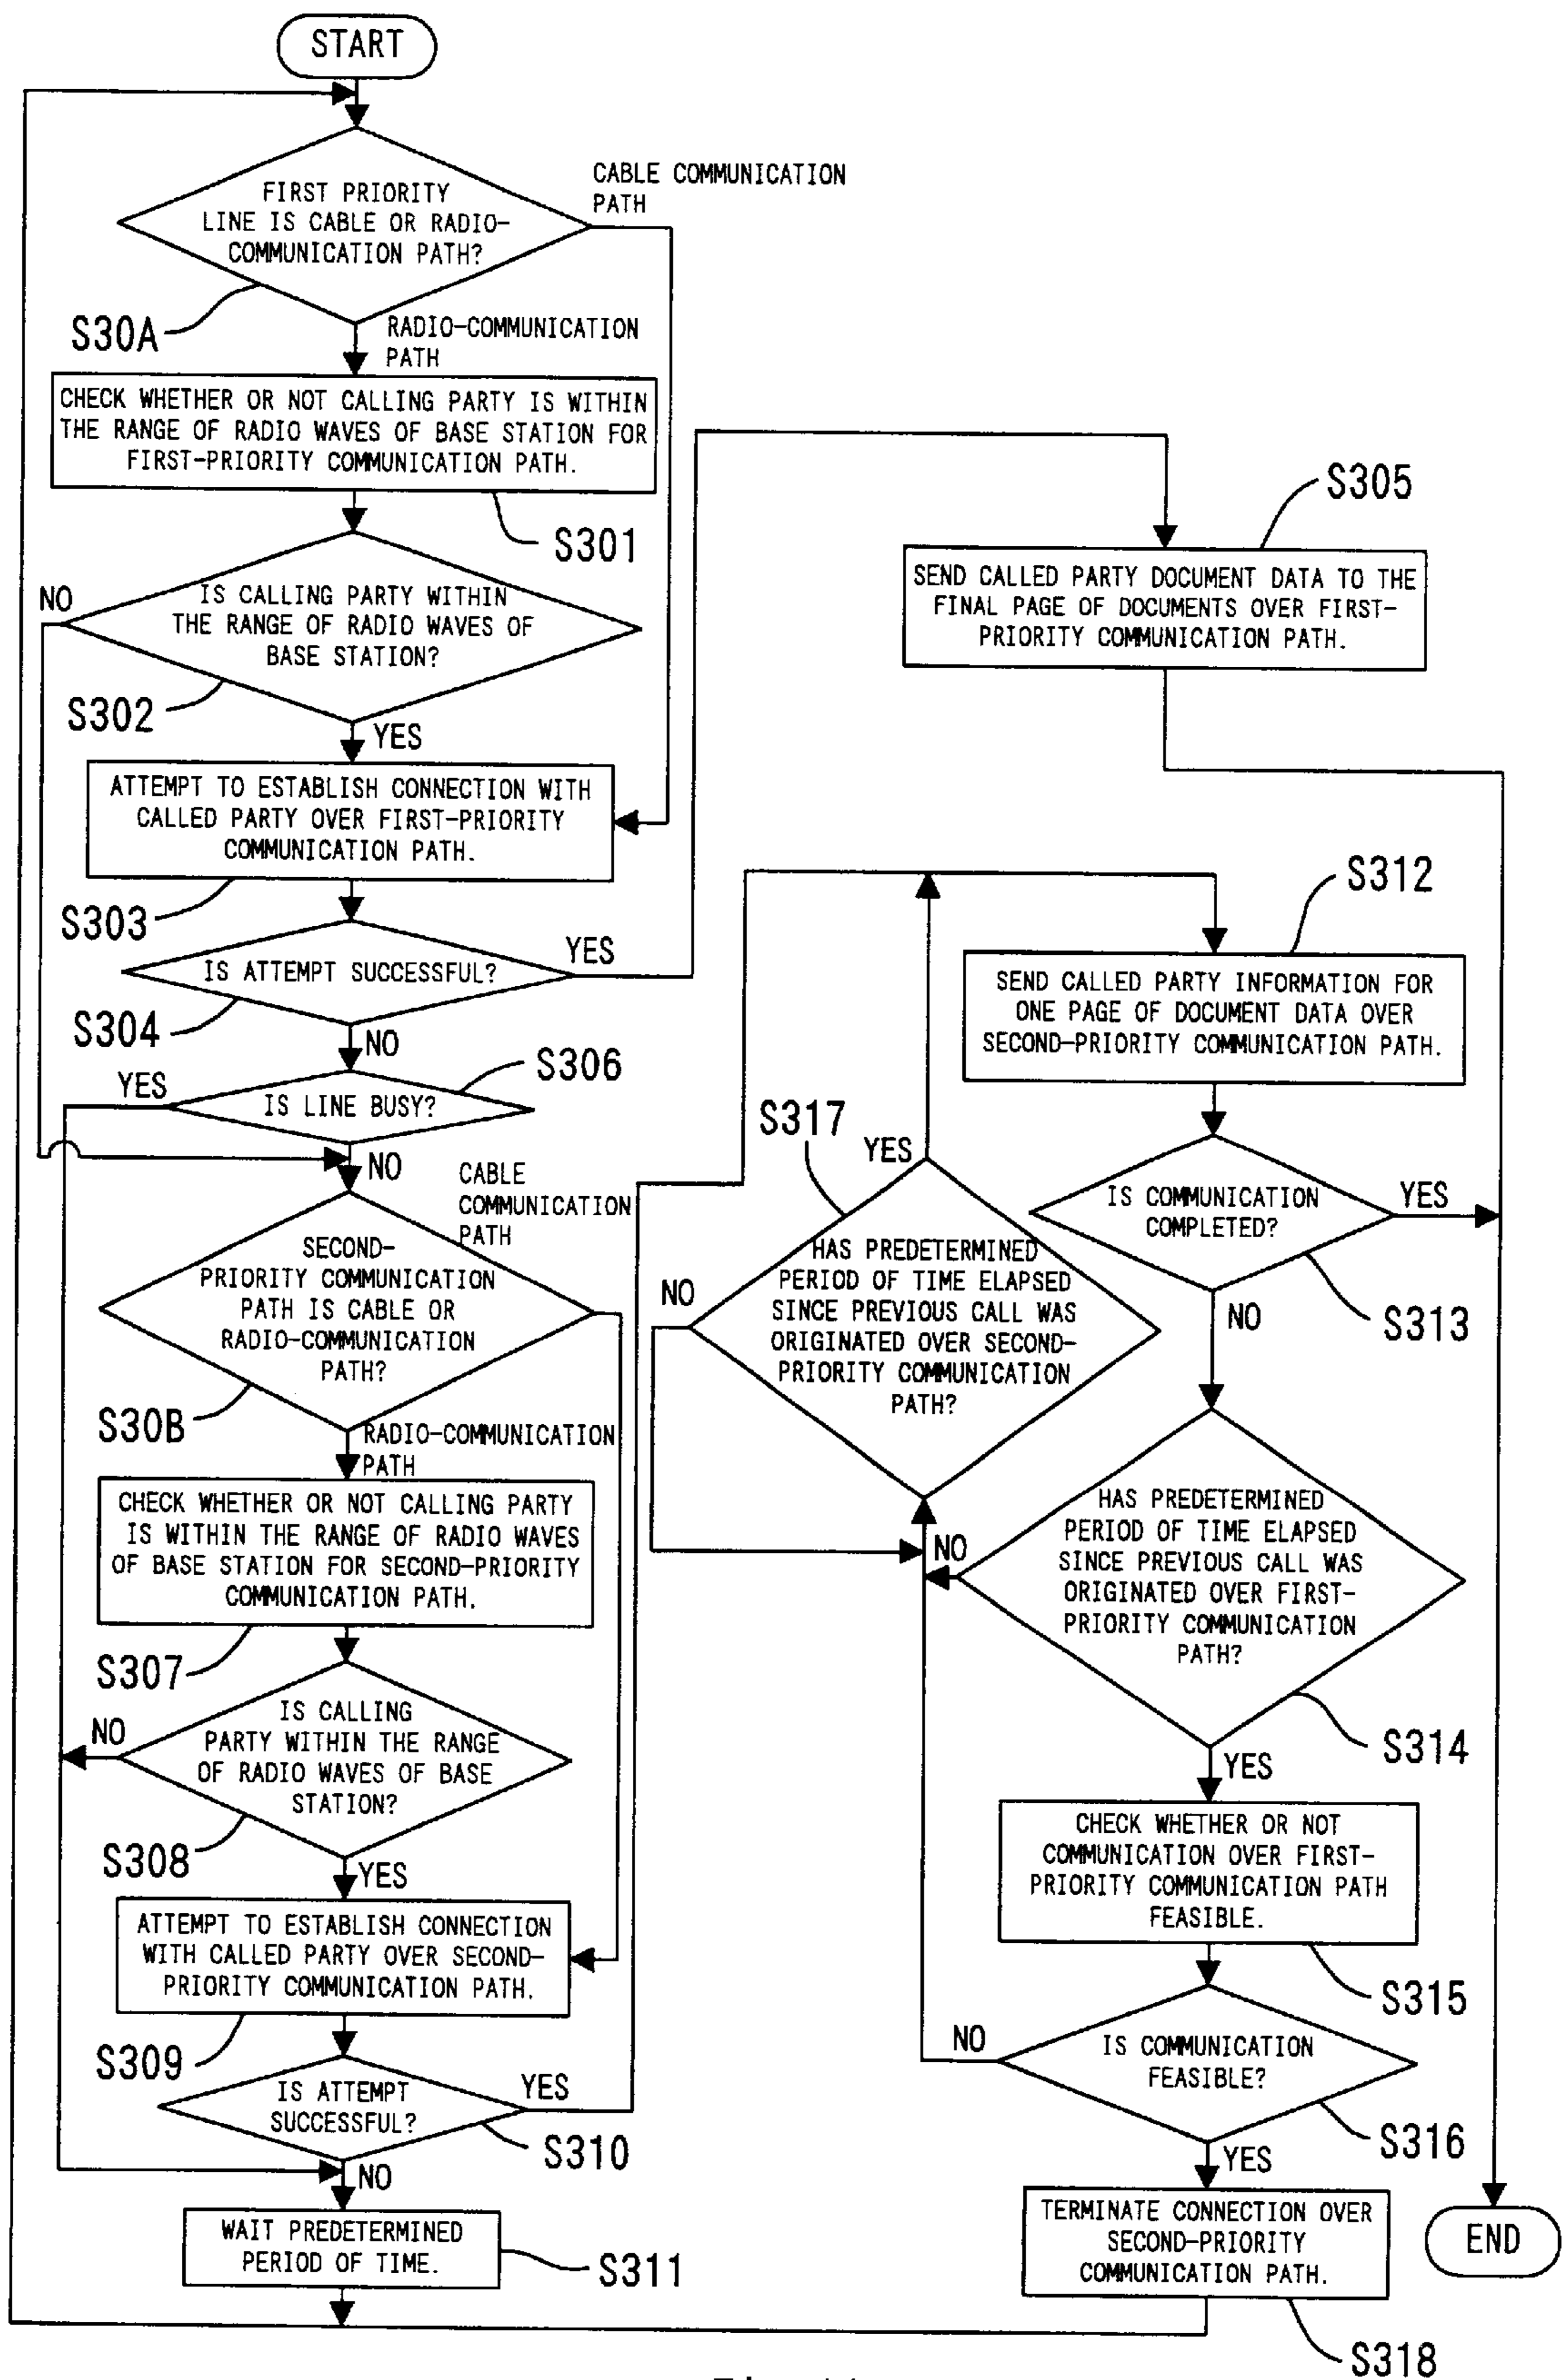 START
FIRST PRIORITY
LINE IS CABLE OR RADIO-
COMMUNICATION PATH?
CABLE COMMUNICATION
PATH
S30A
RADIO-COMMUNICATION
PATH
CHECK WHETHER OR NOT CALLING PARTY IS WITHIN
THE RANGE OF RADIO WAVES OF BASE STATION FOR
FIRST-PRIORITY COMMUNICATION PATH.
S301
NO
IS CALLING PARTY WITHIN
THE RANGE OF RADIO WAVES OF
BASE STATION?
S302
YES
ATTEMPT TO ESTABLISH CONNECTION WITH
CALLED PARTY OVER FIRST-PRIORITY
COMMUNICATION PATH.
S303
IS ATTEMPT SUCCESSFUL?
YES
S304
NO
S306
YES
IS LINE BUSY?
NO
CABLE
COMMUNICATION
PATH
SECOND-
PRIORITY COMMUNICATION
PATH IS CABLE OR
RADIO-COMMUNICATION
PATH?
S30B
RADIO-COMMUNICATION
PATH
CHECK WHETHER OR NOT CALLING PARTY
IS WITHIN THE RANGE OF RADIO WAVES
OF BASE STATION FOR SECOND-PRIORITY
COMMUNICATION PATH.
S307
NO
IS CALLING
PARTY WITHIN THE RANGE
OF RADIO WAVES OF BASE
STATION?
S308
YES
ATTEMPT TO ESTABLISH CONNECTION
WITH CALLED PARTY OVER SECOND-
PRIORITY COMMUNICATION PATH.
S309
IS ATTEMPT
SUCCESSFUL?
YES
S310
NO
WAIT PREDETERMINED
PERIOD OF TIME.
S311
S305
SEND CALLED PARTY DOCUMENT DATA TO THE
FINAL PAGE OF DOCUMENTS OVER FIRST-
PRIORITY COMMUNICATION PATH.
S312
SEND CALLED PARTY INFORMATION FOR
ONE PAGE OF DOCUMENT DATA OVER
SECOND-PRIORITY COMMUNICATION PATH.
IS COMMUNICATION
COMPLETED?
YES
S313
NO
S317
YES
HAS PREDETERMINED
PERIOD OF TIME ELAPSED
SINCE PREVIOUS CALL WAS
ORIGINATED OVER SECOND-
PRIORITY COMMUNICATION
PATH?
NO
NO
HAS PREDETERMINED
PERIOD OF TIME ELAPSED
SINCE PREVIOUS CALL WAS
ORIGINATED OVER FIRST-
PRIORITY COMMUNICATION
PATH?
S314
YES
CHECK WHETHER OR NOT
COMMUNICATION OVER FIRST-
PRIORITY COMMUNICATION PATH
FEASIBLE.
S315
NO
IS COMMUNICATION
FEASIBLE?
S316
YES
TERMINATE CONNECTION OVER
SECOND-PRIORITY
COMMUNICATION PATH.
S318
END